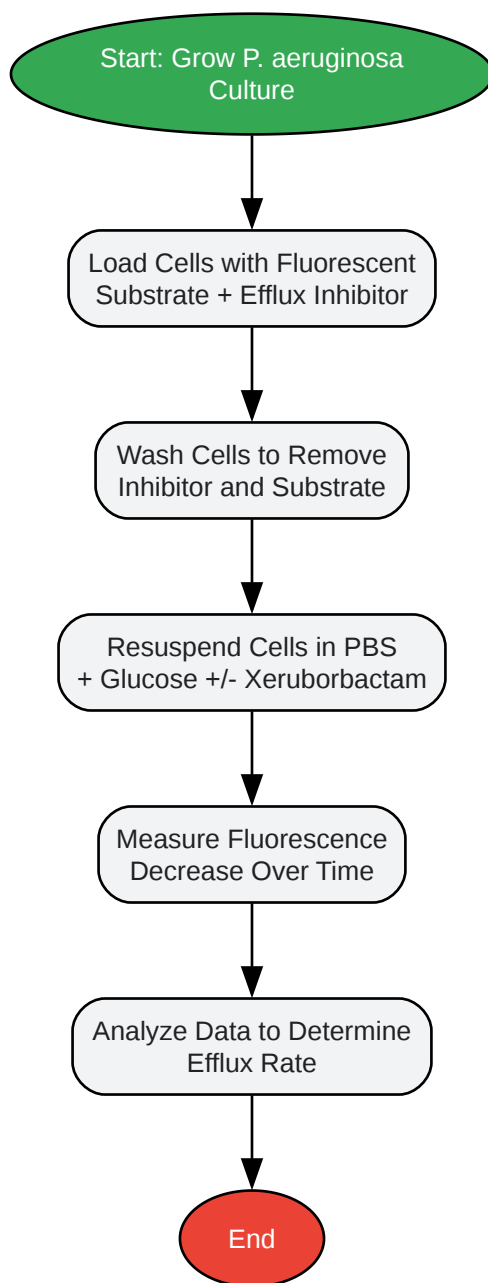 Start: Grow P. aeruginosa
Culture
Load Cells with Fluorescent
Substrate + Efflux Inhibitor
Wash Cells to Remove
Inhibitor and Substrate
Resuspend Cells in PBS
+ Glucose +/- Xeruborbactam
Measure Fluorescence
Decrease Over Time
Analyze Data to Determine
Efflux Rate
End